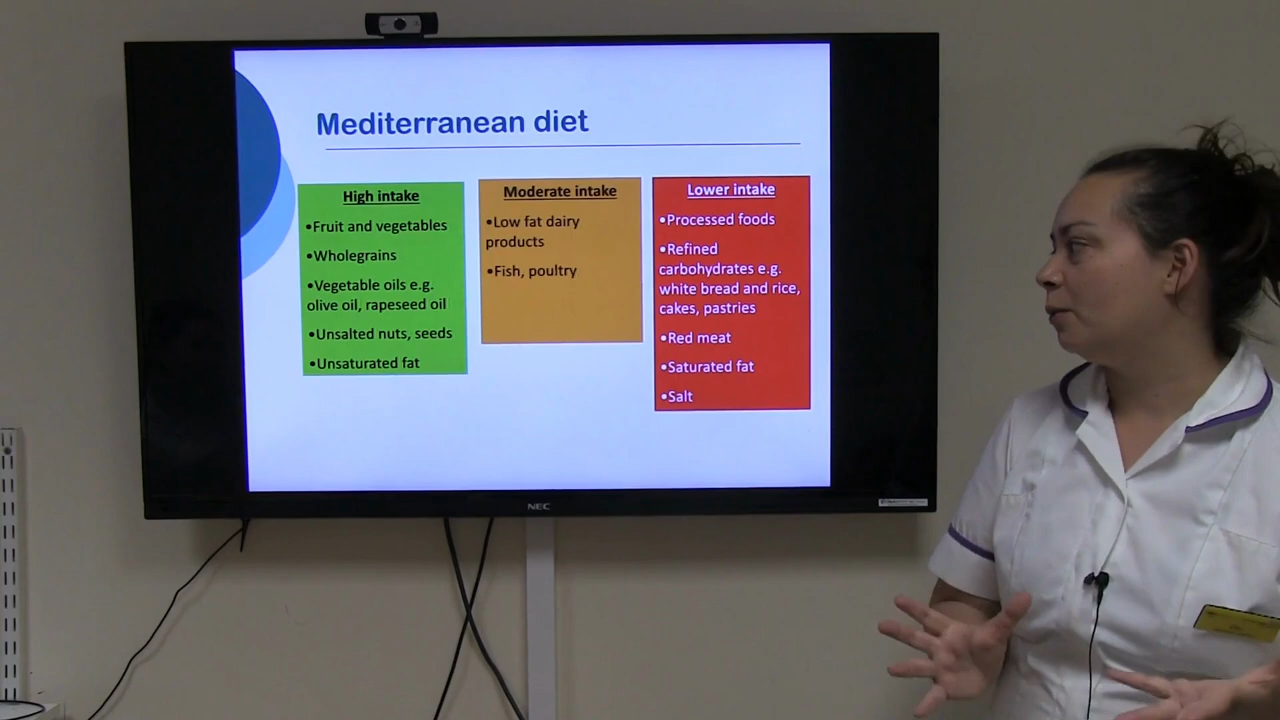 Mediterranean diet
High intake
•Fruit and vegetables
•Wholegrains
•Vegetable oils e.g.
olive oil, rapeseed oil
•Unsalted nuts, seeds
•Unsaturated fat
Moderate intake
•Low fat dairy
products
•Fish, poultry
Lower intake
•Processed foods
•Refined
carbohydrates e.g.
white bread and rice,
cakes, pastries
•Red meat
•Saturated fat
•Salt
NEC